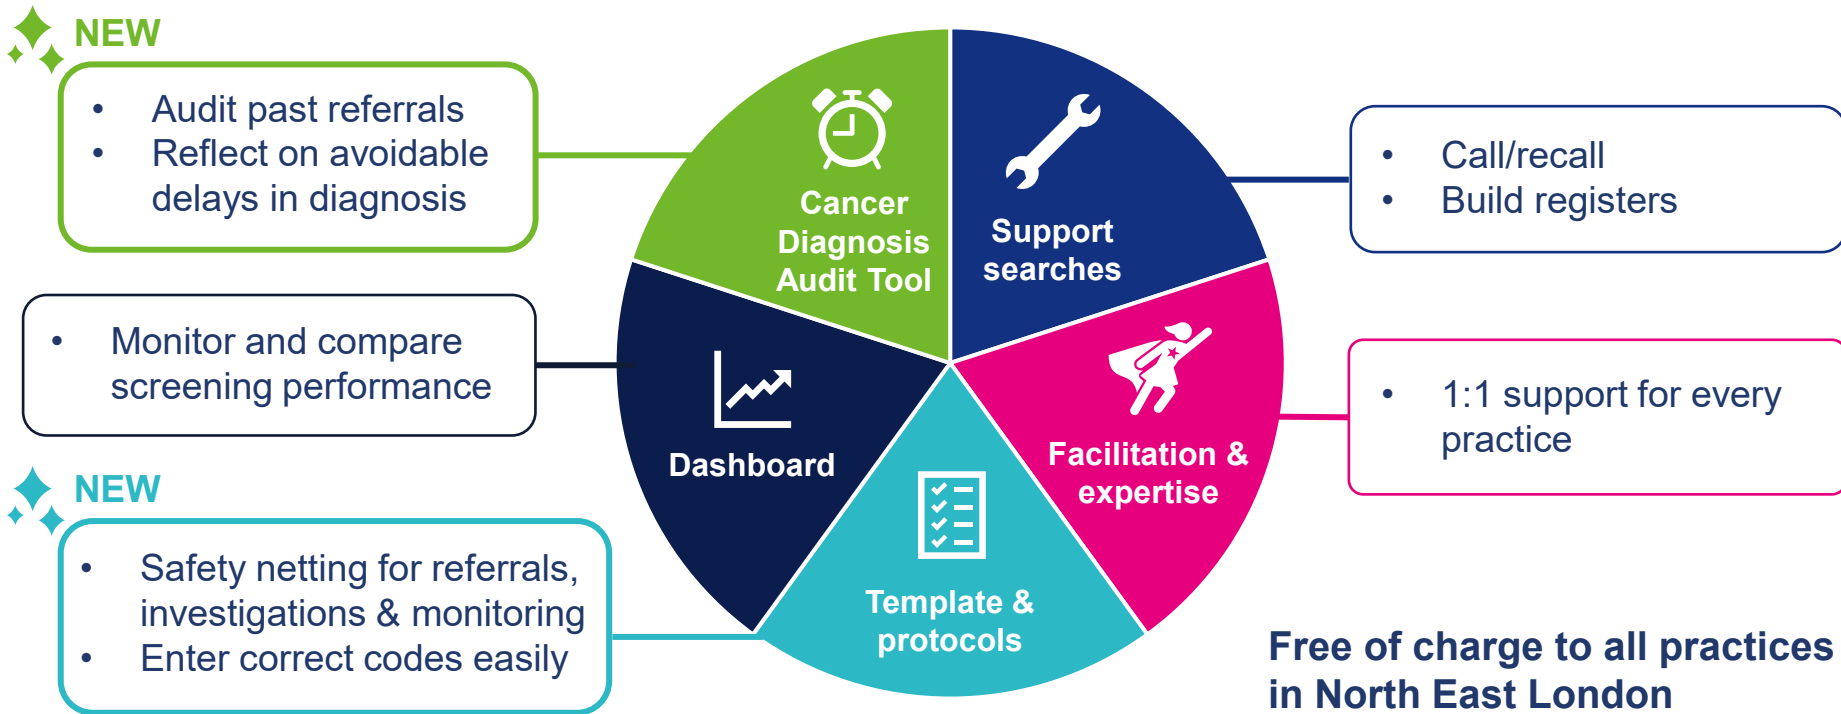 NEW
• Audit past referrals
• Reflect on avoidable
delays in diagnosis
• Monitor and compare
screening performance
NEW
• Safety netting for referrals,
investigations & monitoring
• Enter correct codes easily
Cancer
Diagnosis
Audit Tool
Support
searches
Dashboard
Facilitation &
expertise
Template &
protocols
• Call/recall
• Build registers
• 1:1 support for every
practice
Free of charge to all practices
in North East London